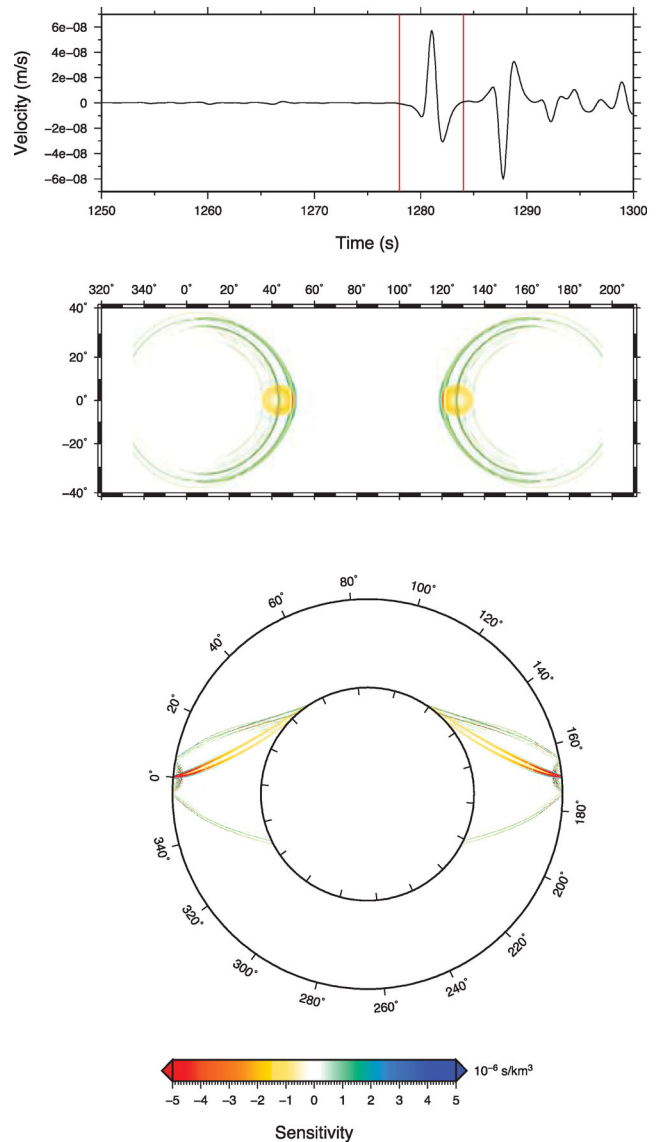 6e-08
4e-08
2e-08
0
-2e-08
-4e-08
-6e-08
Velocity (m/s)
1250 1260 1270 1280 1290 1300
Time (s)
320° 340° 0° 20° 40° 60° 80° 100° 120° 140° 160° 180° 200°
40°
20°
0°
-20°
-40°
80° 100°
60° 120°
40° 140°
20° 160°
0° 180°
340° 200°
320° 220°
300° 240°
280° 260°
10⁻⁶ s/km³
-5 -4 -3 -2 -1 0 1 2 3 4 5
Sensitivity